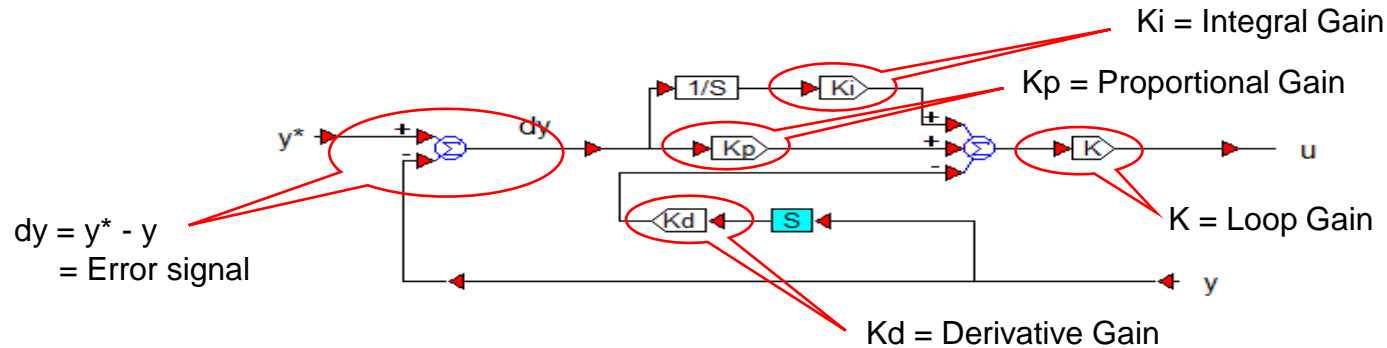 Ki = Integral Gain
Kp = Proportional Gain
1/S
Ki
y*
+
-
dy
Kp
+
+
-
Σ
Σ
K
u
Kd
S
K = Loop Gain
dy = y* - y
= Error signal
y
Kd = Derivative Gain